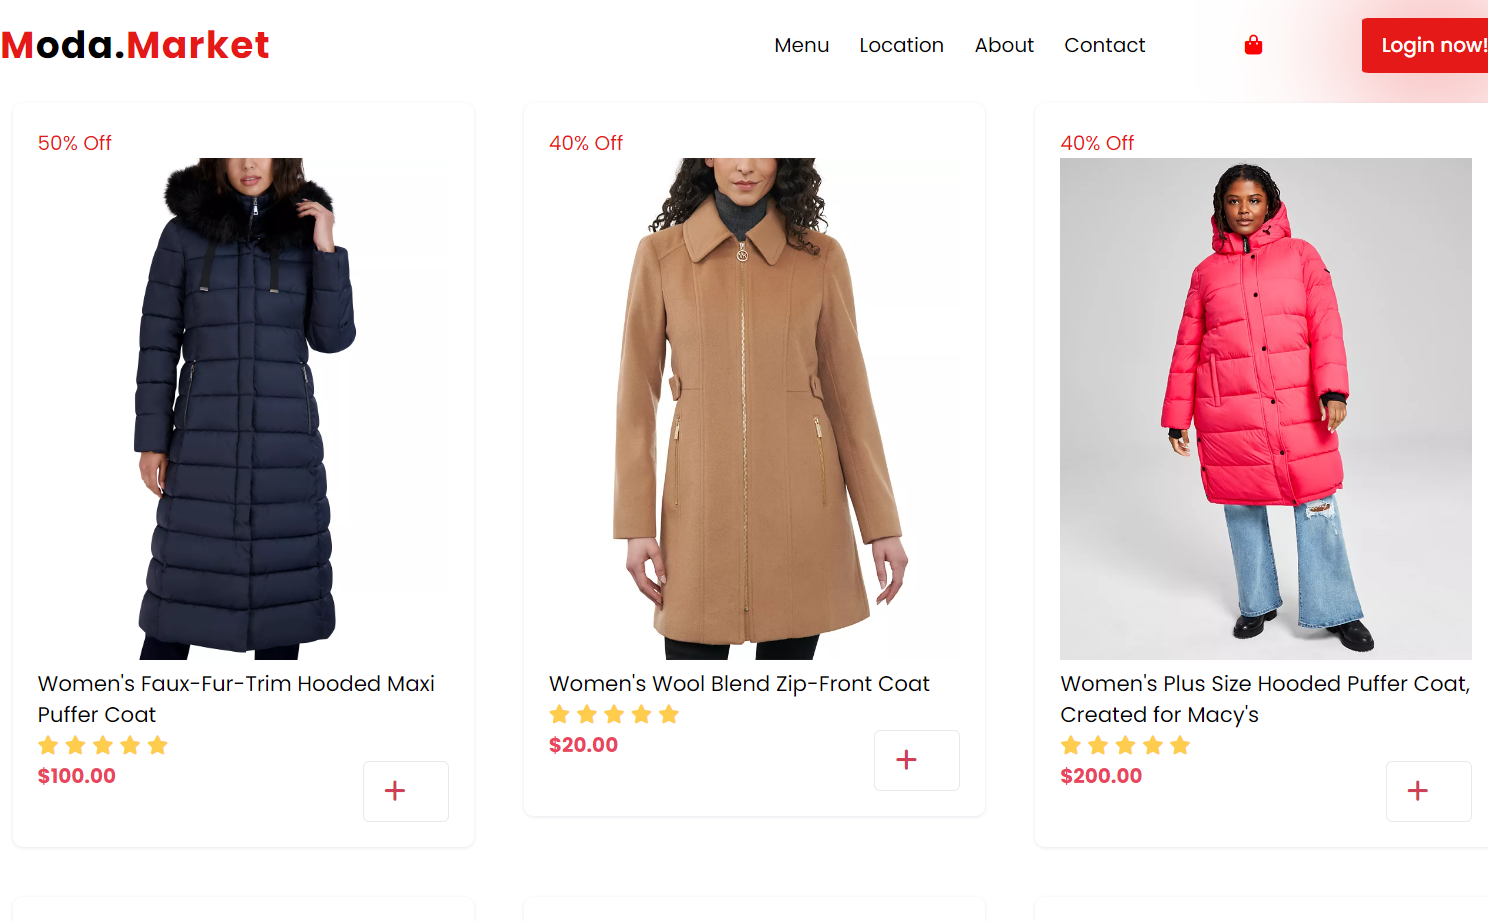 Moda.Market
Menu Location About Contact
Login now!
50% Off
Women's Faux-Fur-Trim Hooded Maxi
Puffer Coat
$100.00
40% Off
Women's Wool Blend Zip-Front Coat
$20.00
40% Off
Women's Plus Size Hooded Puffer Coat,
Created for Macy's
$200.00